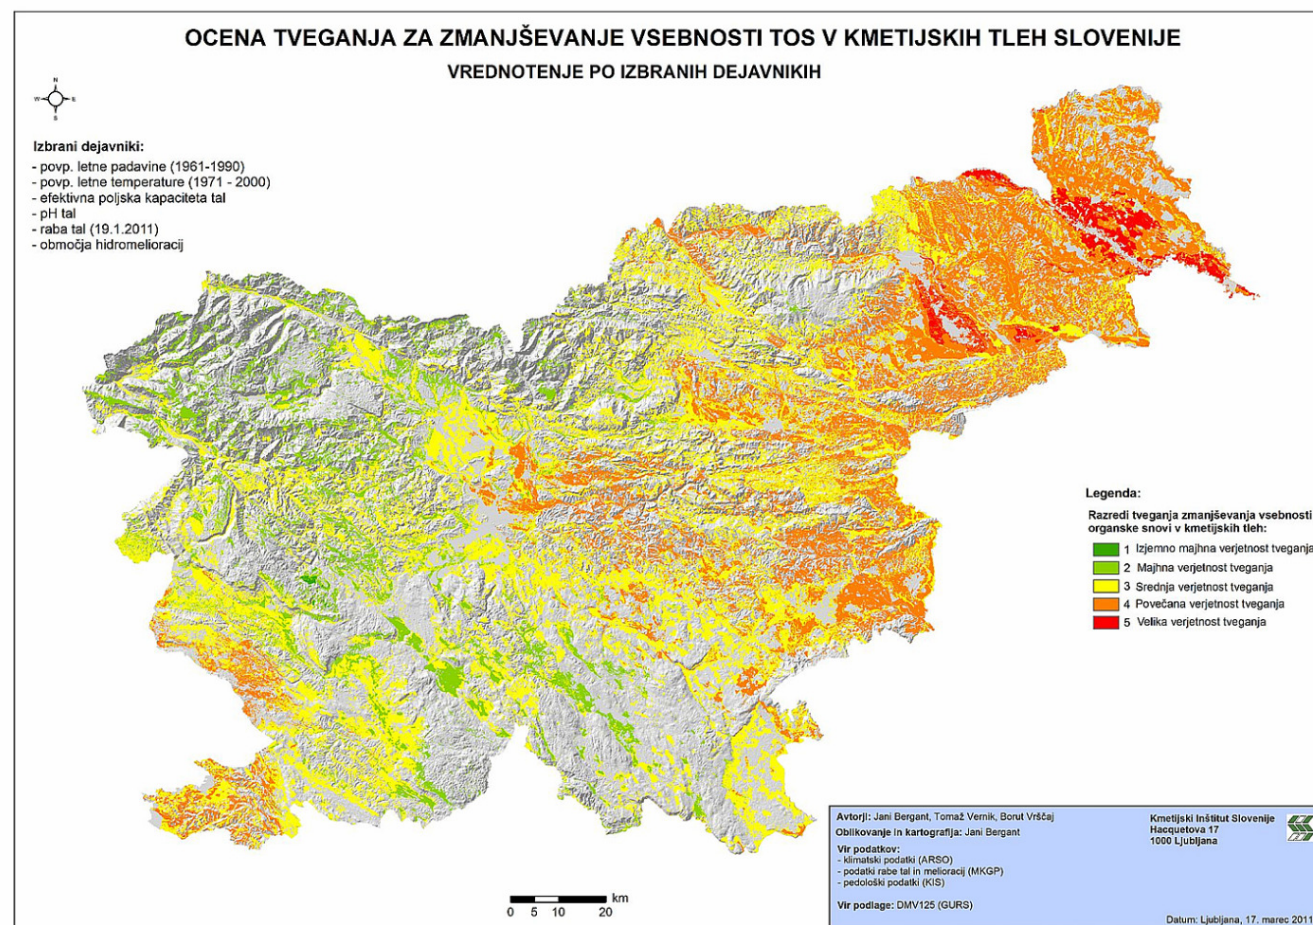 OCENA TVEGANJA ZA ZMANJŠEVANJE VSEBNOSTI TOS V KMETIJSKIH TLEH SLOVENIJE
VREDNOTENJE PO IZBRANIH DEJAVNIKIH
N
W
E
S
Izbrani dejavniki:
- povp. letne padavine (1961-1990)
- povp. letne temperature (1971 - 2000)
- efektivna poljska kapaciteta tal
- pH tal
- raba tal (19.1.2011)
- območja hidromelioracij
Legenda:
Razredi tveganja zmanjševanja vsebnosti
organske snovi v kmetijskih tleh:
1 Izjemno majhna verjetnost tveganja
2 Majhna verjetnost tveganja
3 Srednja verjetnost tveganja
4 Povečana verjetnost tveganja
5 Velika verjetnost tveganja
km
0 5 10 20
Avtorji: Jani Bergant, Tomaž Vernik, Borut Vrščaj
Oblikovanje in kartografija: Jani Bergant
Vir podatkov:
- klimatski podatki (ARSO)
- podatki rabe tal in melioracij (MKGP)
- pedološki podatki (KIS)
Vir podlage: DMV125 (GURS)
Kmetijski Inštitut Slovenije
Hacquetova 17
1000 Ljubljana
Datum: Ljubljana, 17. marec 2011